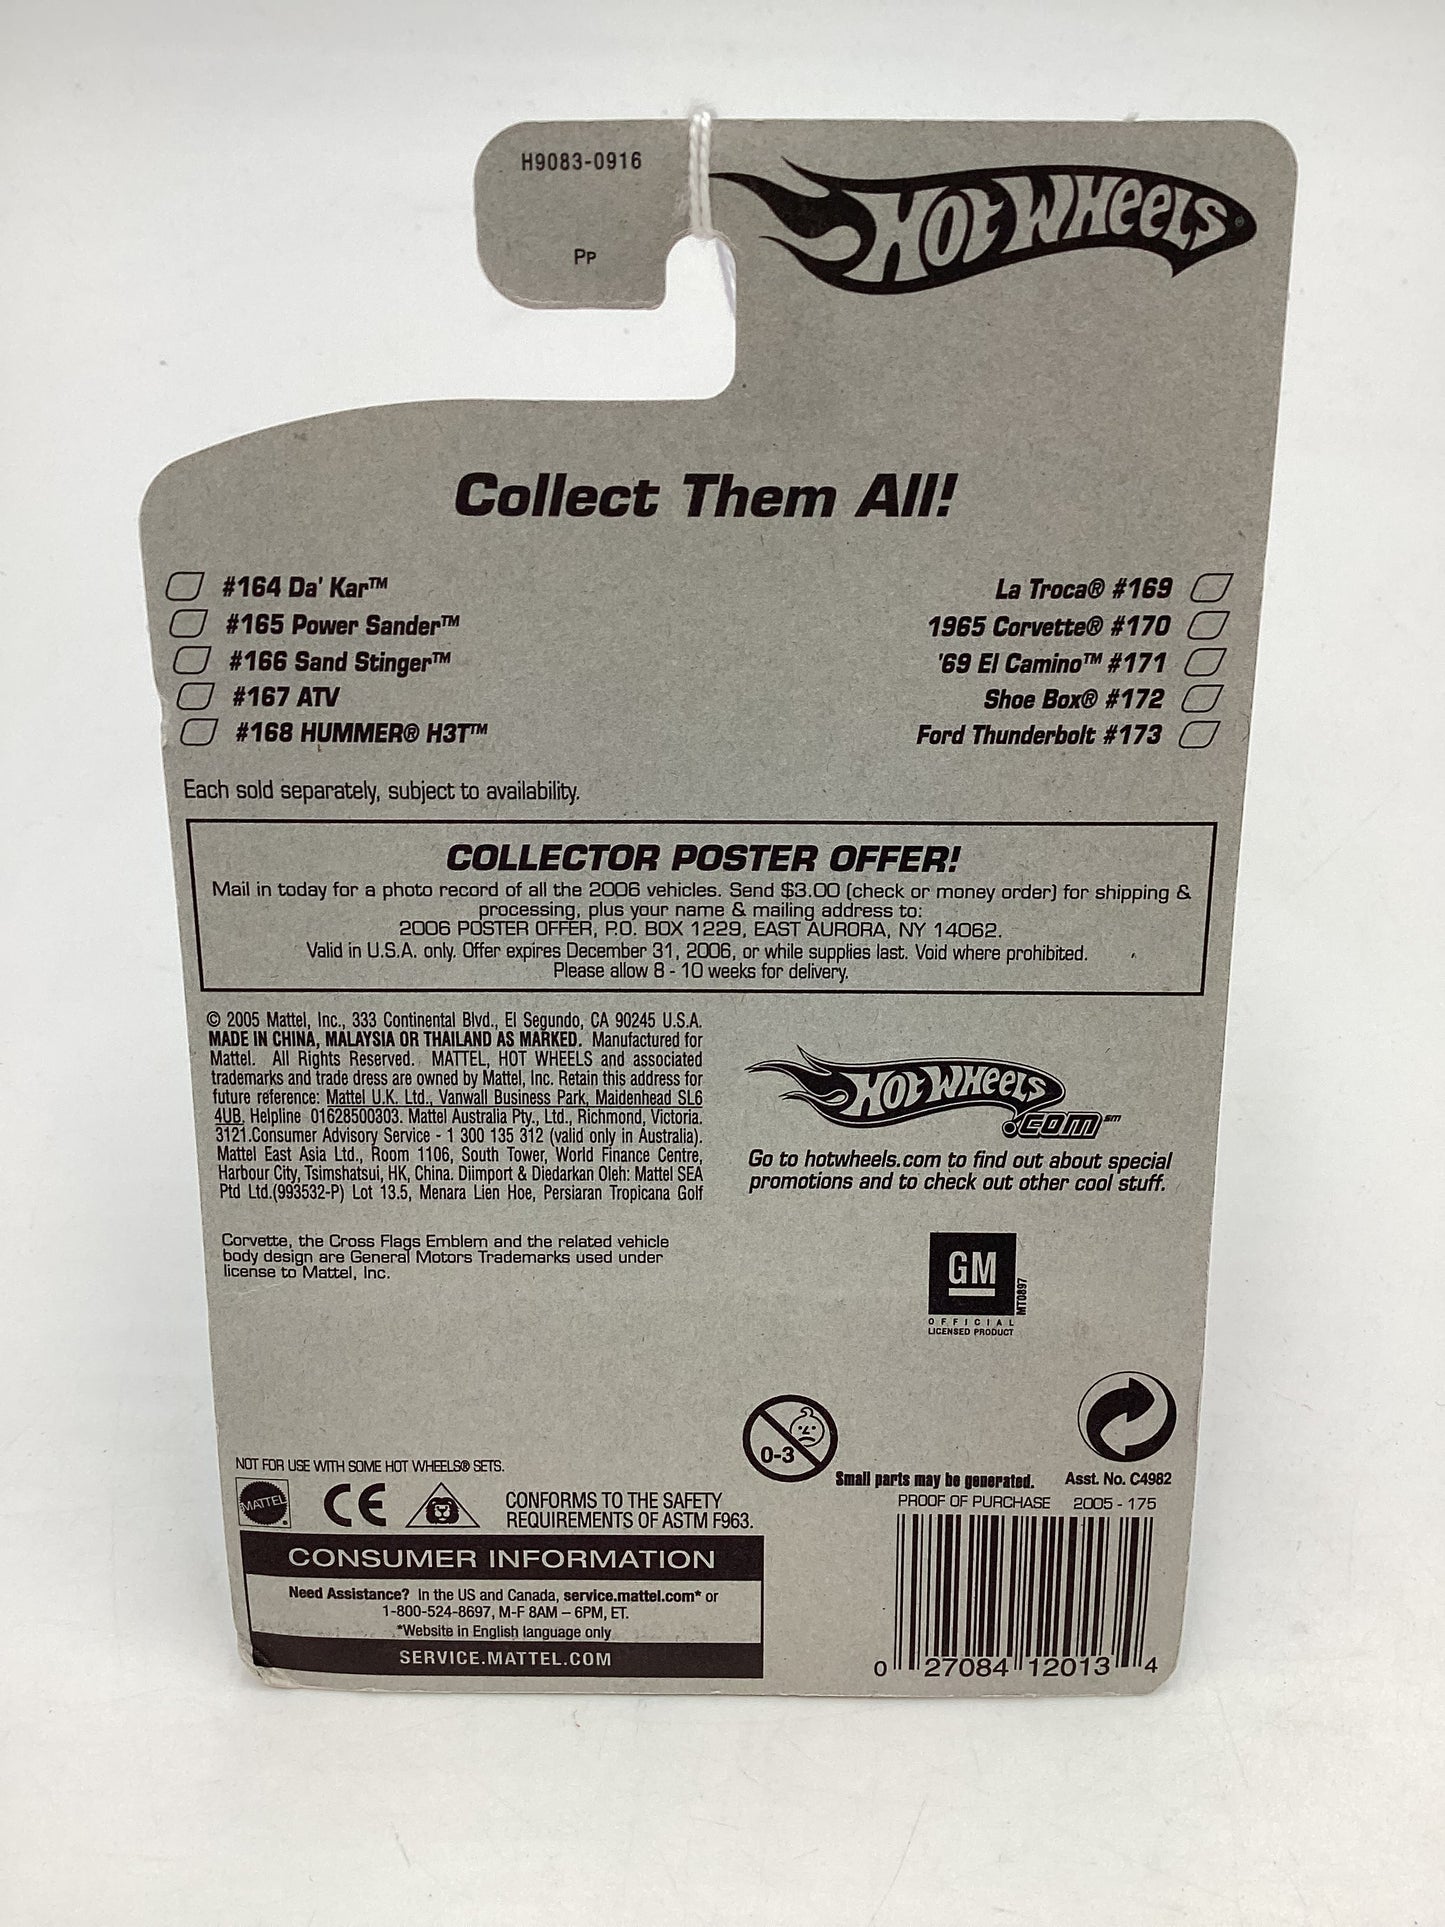 H9083-0916
Pp
HOT WHEELS®
Collect Them All!
#164 Da' Kar™
#165 Power Sander™
#166 Sand Stinger™
#167 ATV
#168 HUMMER® H3T™
La Troca® #169
1965 Corvette® #170
'69 El Camino™ #171
Shoe Box® #172
Ford Thunderbolt #173
Each sold separately, subject to availability.
COLLECTOR POSTER OFFER!
Mail in today for a photo record of all the 2006 vehicles. Send $3.00 (check or money order) for shipping &
processing, plus your name & mailing address to:
2006 POSTER OFFER, P.O. BOX 1229, EAST AURORA, NY 14062.
Valid in U.S.A. only. Offer expires December 31, 2006, or while supplies last. Void where prohibited.
Please allow 8 - 10 weeks for delivery.
© 2005 Mattel, Inc., 333 Continental Blvd., El Segundo, CA 90245 U.S.A.
MADE IN CHINA, MALAYSIA OR THAILAND AS MARKED. Manufactured for
Mattel. All Rights Reserved. MATTEL, HOT WHEELS and associated
trademarks and trade dress are owned by Mattel, Inc. Retain this address for
future reference: Mattel U.K. Ltd., Vanwall Business Park, Maidenhead SL6
4UB. Helpline 01628500303. Mattel Australia Pty., Ltd., Richmond, Victoria.
3121.Consumer Advisory Service - 1 300 135 312 (valid only in Australia).
Mattel East Asia Ltd., Room 1106, South Tower, World Finance Centre,
Harbour City, Tsimshatsui, HK, China. Diimport & Diedarkan Oleh: Mattel SEA
Ptd Ltd.(993532-P) Lot 13.5, Menara Lien Hoe, Persiaran Tropicana Golf
HOT WHEELS
.COM℠
Go to hotwheels.com to find out about special
promotions and to check out other cool stuff.
Corvette, the Cross Flags Emblem and the related vehicle
body design are General Motors Trademarks used under
license to Mattel, Inc.
GM
MT0897
OFFICIAL
LICENSED PRODUCT
0-3
Small parts may be generated.
Asst. No. C4982
NOT FOR USE WITH SOME HOT WHEELS® SETS.
MATTEL®
CE
CONFORMS TO THE SAFETY
REQUIREMENTS OF ASTM F963.
PROOF OF PURCHASE 2005 - 175
CONSUMER INFORMATION
Need Assistance? In the US and Canada, service.mattel.com* or
1-800-524-8697, M-F 8AM – 6PM, ET.
*Website in English language only
SERVICE.MATTEL.COM
0 27084 12013 4